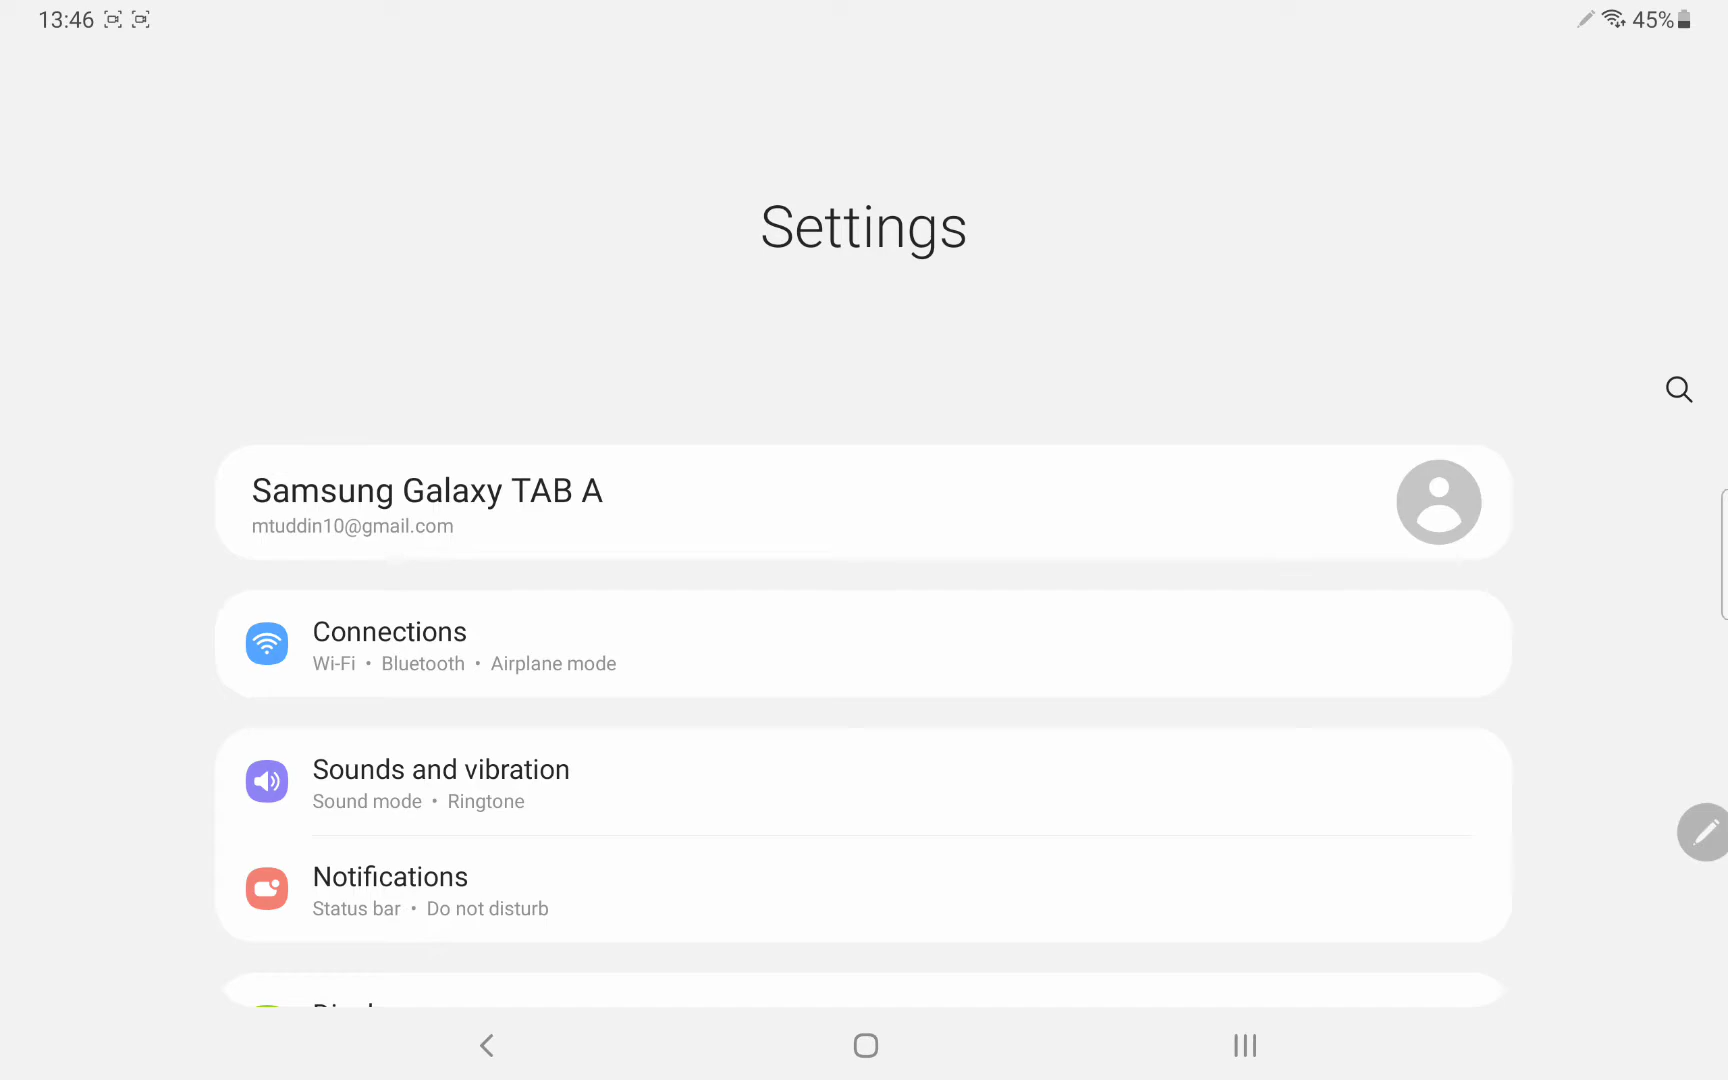 13:46
45%
Settings
Samsung Galaxy TAB A
mtuddin10@gmail.com
Connections
Wi-Fi • Bluetooth • Airplane mode
Sounds and vibration
Sound mode • Ringtone
Notifications
Status bar • Do not disturb